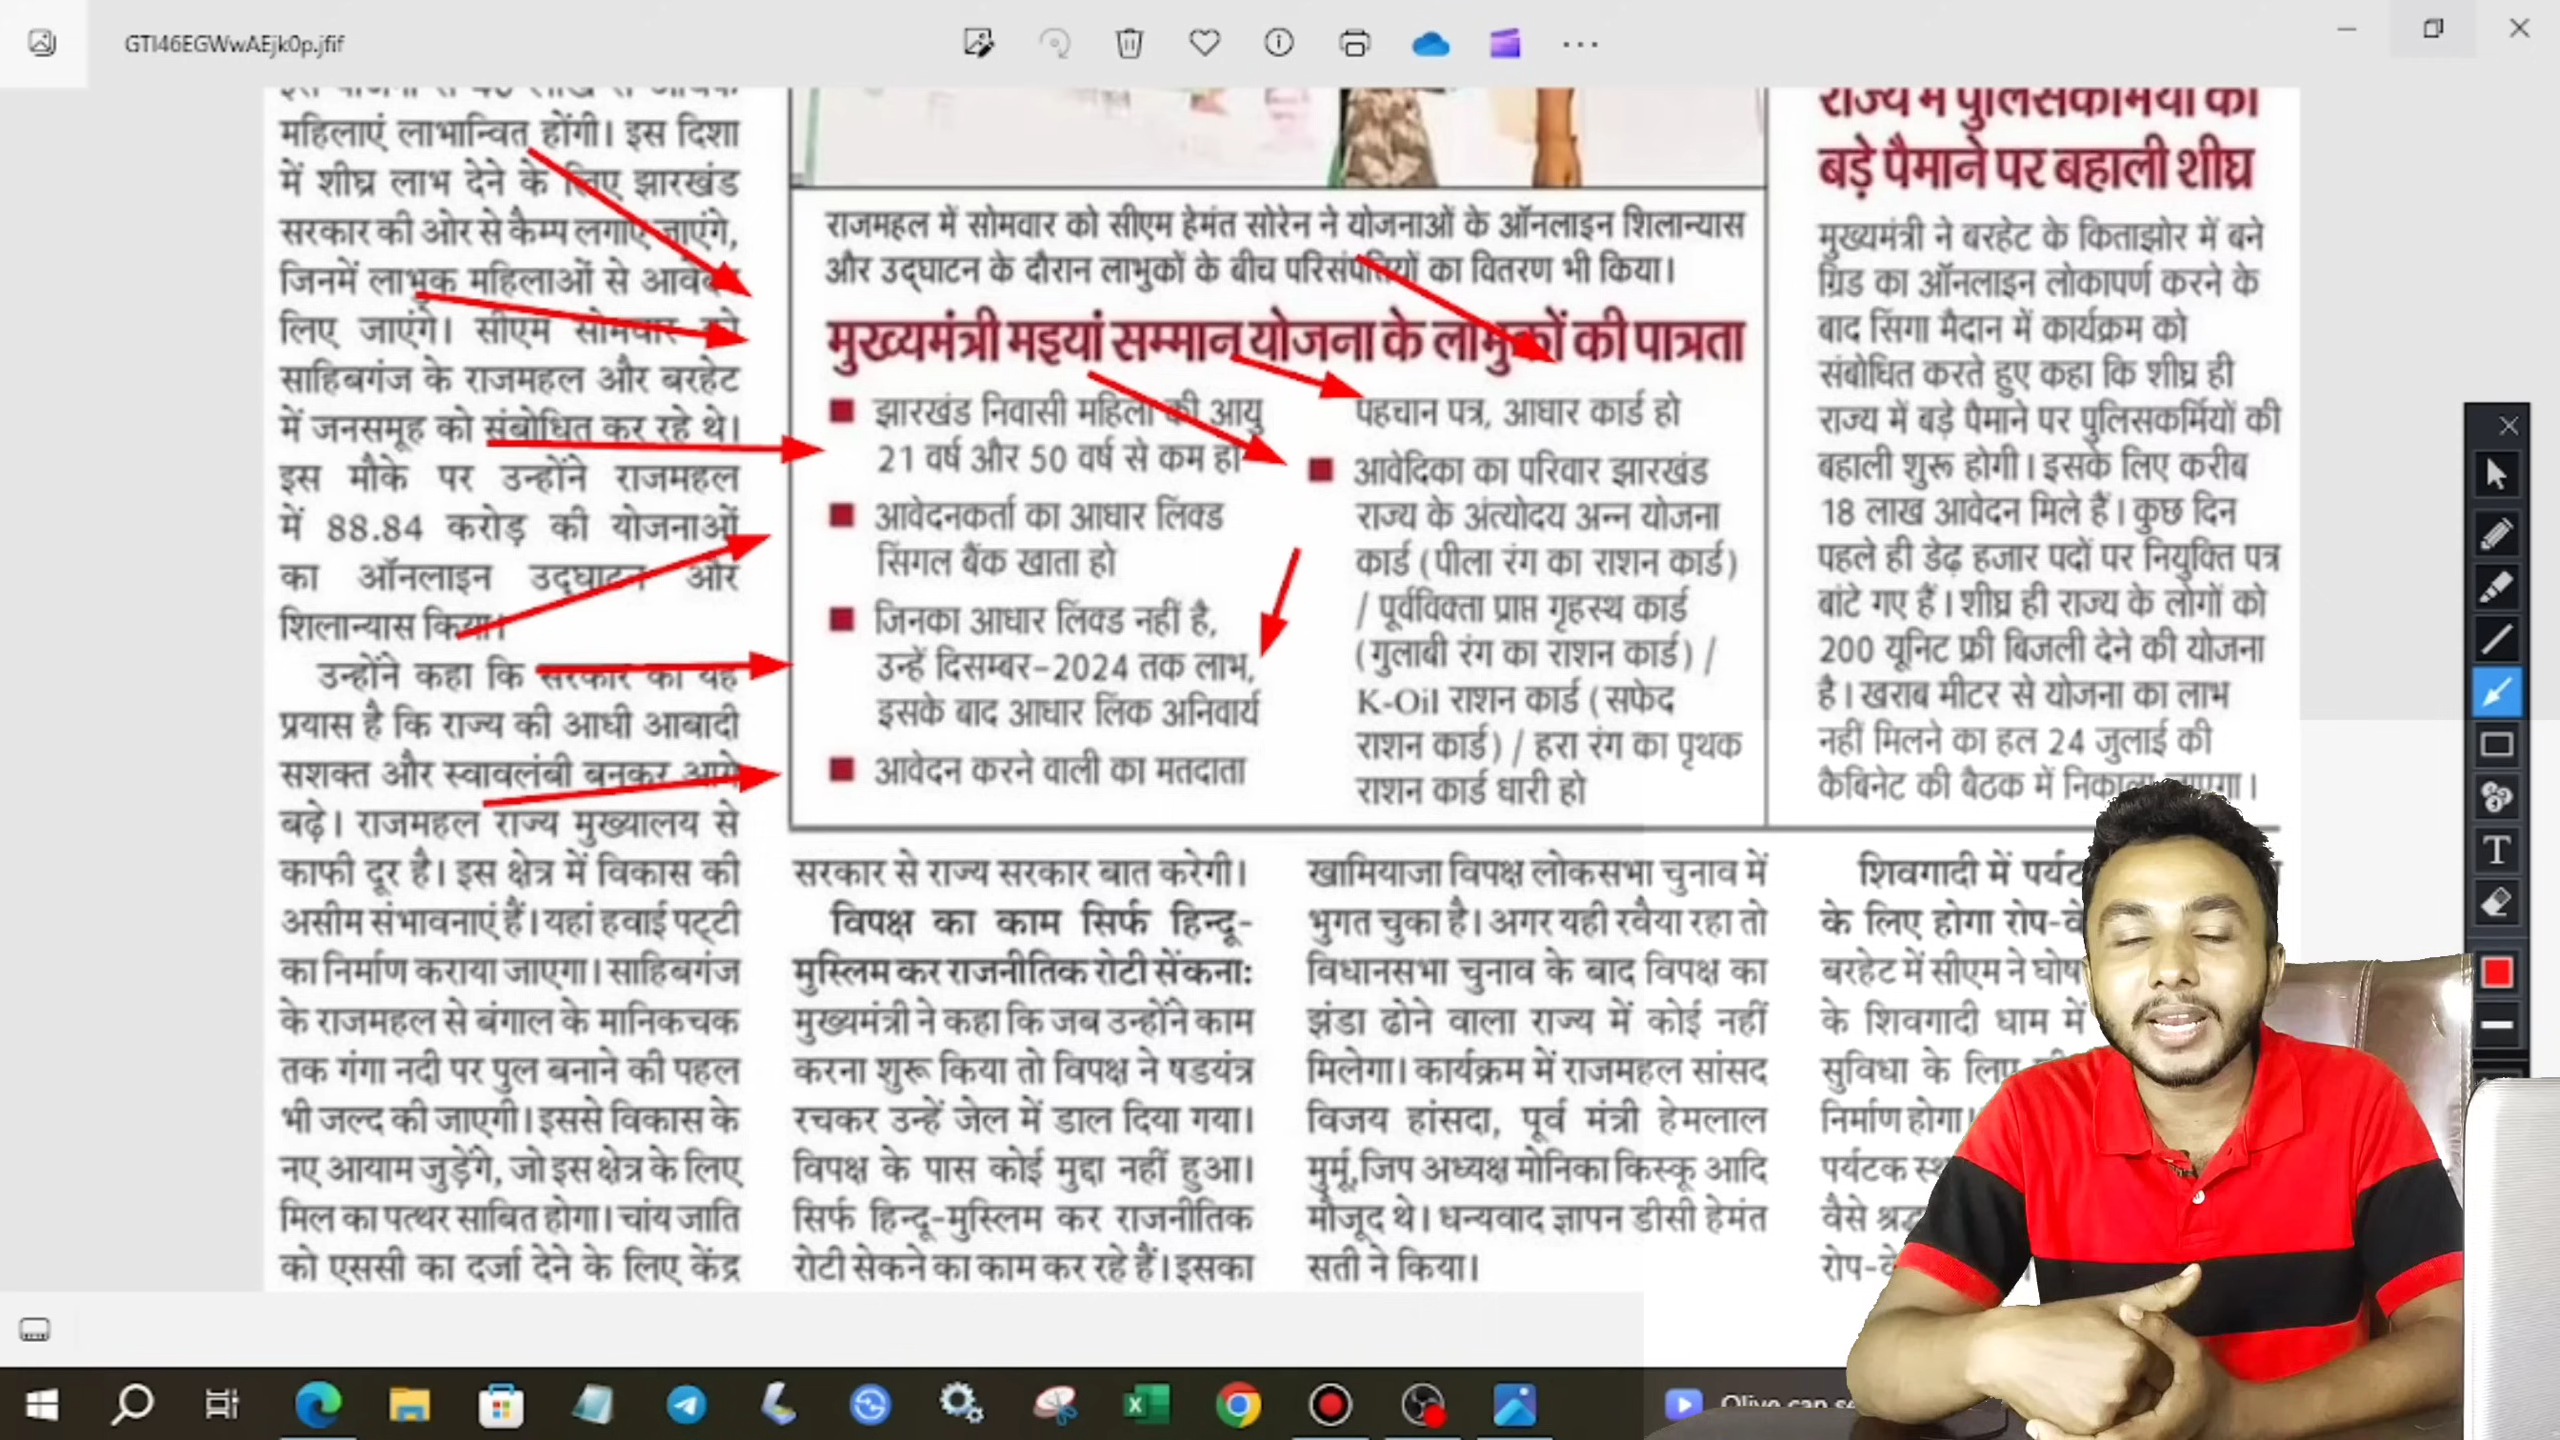 GTI46EGWwAEjk0p.jfif
महिलाएं लाभान्वित होंगी। इस दिशा
में शीघ्र लाभ देने के लिए झारखंड
सरकार की ओर से कैम्प लगाए जाएंगे,
जिनमें लाभुक महिलाओं से आवेदन
लिए जाएंगे। सीएम सोमवार को
साहिबगंज के राजमहल और बरहेट
में जनसमूह को संबोधित कर रहे थे।
इस मौके पर उन्होंने राजमहल
में 88.84 करोड़ की योजनाओं
का ऑनलाइन उद्घाटन और
शिलान्यास किया।
उन्होंने कहा कि सरकार का यह
प्रयास है कि राज्य की आधी आबादी
सशक्त और स्वावलंबी बनकर आगे
बढ़े। राजमहल राज्य मुख्यालय से
काफी दूर है। इस क्षेत्र में विकास की
असीम संभावनाएं हैं। यहां हवाई पट्टी
का निर्माण कराया जाएगा। साहिबगंज
के राजमहल से बंगाल के मानिकचक
तक गंगा नदी पर पुल बनाने की पहल
भी जल्द की जाएगी। इससे विकास के
नए आयाम जुड़ेंगे, जो इस क्षेत्र के लिए
मिल का पत्थर साबित होगा। चांय जाति
को एससी का दर्जा देने के लिए केंद्र
राजमहल में सोमवार को सीएम हेमंत सोरेन ने योजनाओं के ऑनलाइन शिलान्यास
और उद्घाटन के दौरान लाभुकों के बीच परिसंपत्तियों का वितरण भी किया।
मुख्यमंत्री मइयां सम्मान योजना के लाभुकों की पात्रता
झारखंड निवासी महिला की आयु
21 वर्ष और 50 वर्ष से कम हो
आवेदनकर्ता का आधार लिंक्ड
सिंगल बैंक खाता हो
जिनका आधार लिंक्ड नहीं है,
उन्हें दिसम्बर-2024 तक लाभ,
इसके बाद आधार लिंक अनिवार्य
आवेदन करने वाली का मतदाता
पहचान पत्र, आधार कार्ड हो
आवेदिका का परिवार झारखंड
राज्य के अंत्योदय अन्न योजना
कार्ड (पीला रंग का राशन कार्ड)
/ पूर्वविक्ता प्राप्त गृहस्थ कार्ड
(गुलाबी रंग का राशन कार्ड) /
K-Oil राशन कार्ड (सफेद
राशन कार्ड) / हरा रंग का पृथक
राशन कार्ड धारी हो
सरकार से राज्य सरकार बात करेगी।
विपक्ष का काम सिर्फ हिन्दू-
मुस्लिम कर राजनीतिक रोटी सेंकना:
मुख्यमंत्री ने कहा कि जब उन्होंने काम
करना शुरू किया तो विपक्ष ने षडयंत्र
रचकर उन्हें जेल में डाल दिया गया।
विपक्ष के पास कोई मुद्दा नहीं हुआ।
सिर्फ हिन्दू-मुस्लिम कर राजनीतिक
रोटी सेकने का काम कर रहे हैं। इसका
खामियाजा विपक्ष लोकसभा चुनाव में
भुगत चुका है। अगर यही रवैया रहा तो
विधानसभा चुनाव के बाद विपक्ष का
झंडा ढोने वाला राज्य में कोई नहीं
मिलेगा। कार्यक्रम में राजमहल सांसद
विजय हांसदा, पूर्व मंत्री हेमलाल
मुर्मू,जिप अध्यक्ष मोनिका किस्कू आदि
मौजूद थे। धन्यवाद ज्ञापन डीसी हेमंत
सती ने किया।
राज्य में पुलिसकर्मियों की
बड़े पैमाने पर बहाली शीघ्र
मुख्यमंत्री ने बरहेट के किताझोर में बने
ग्रिड का ऑनलाइन लोकापर्ण करने के
बाद सिंगा मैदान में कार्यक्रम को
संबोधित करते हुए कहा कि शीघ्र ही
राज्य में बड़े पैमाने पर पुलिसकर्मियों की
बहाली शुरू होगी। इसके लिए करीब
18 लाख आवेदन मिले हैं। कुछ दिन
पहले ही डेढ़ हजार पदों पर नियुक्ति पत्र
बांटे गए हैं। शीघ्र ही राज्य के लोगों को
200 यूनिट फ्री बिजली देने की योजना
है। खराब मीटर से योजना का लाभ
नहीं मिलने का हल 24 जुलाई की
कैबिनेट की बैठक में
शिवगादी में
के लिए होगा
बरहेट में सीएम ने
के शिवगादी धाम में
सुविधा के लिए
निर्माण होगा।
पर्यटक
वैसे
Olive can